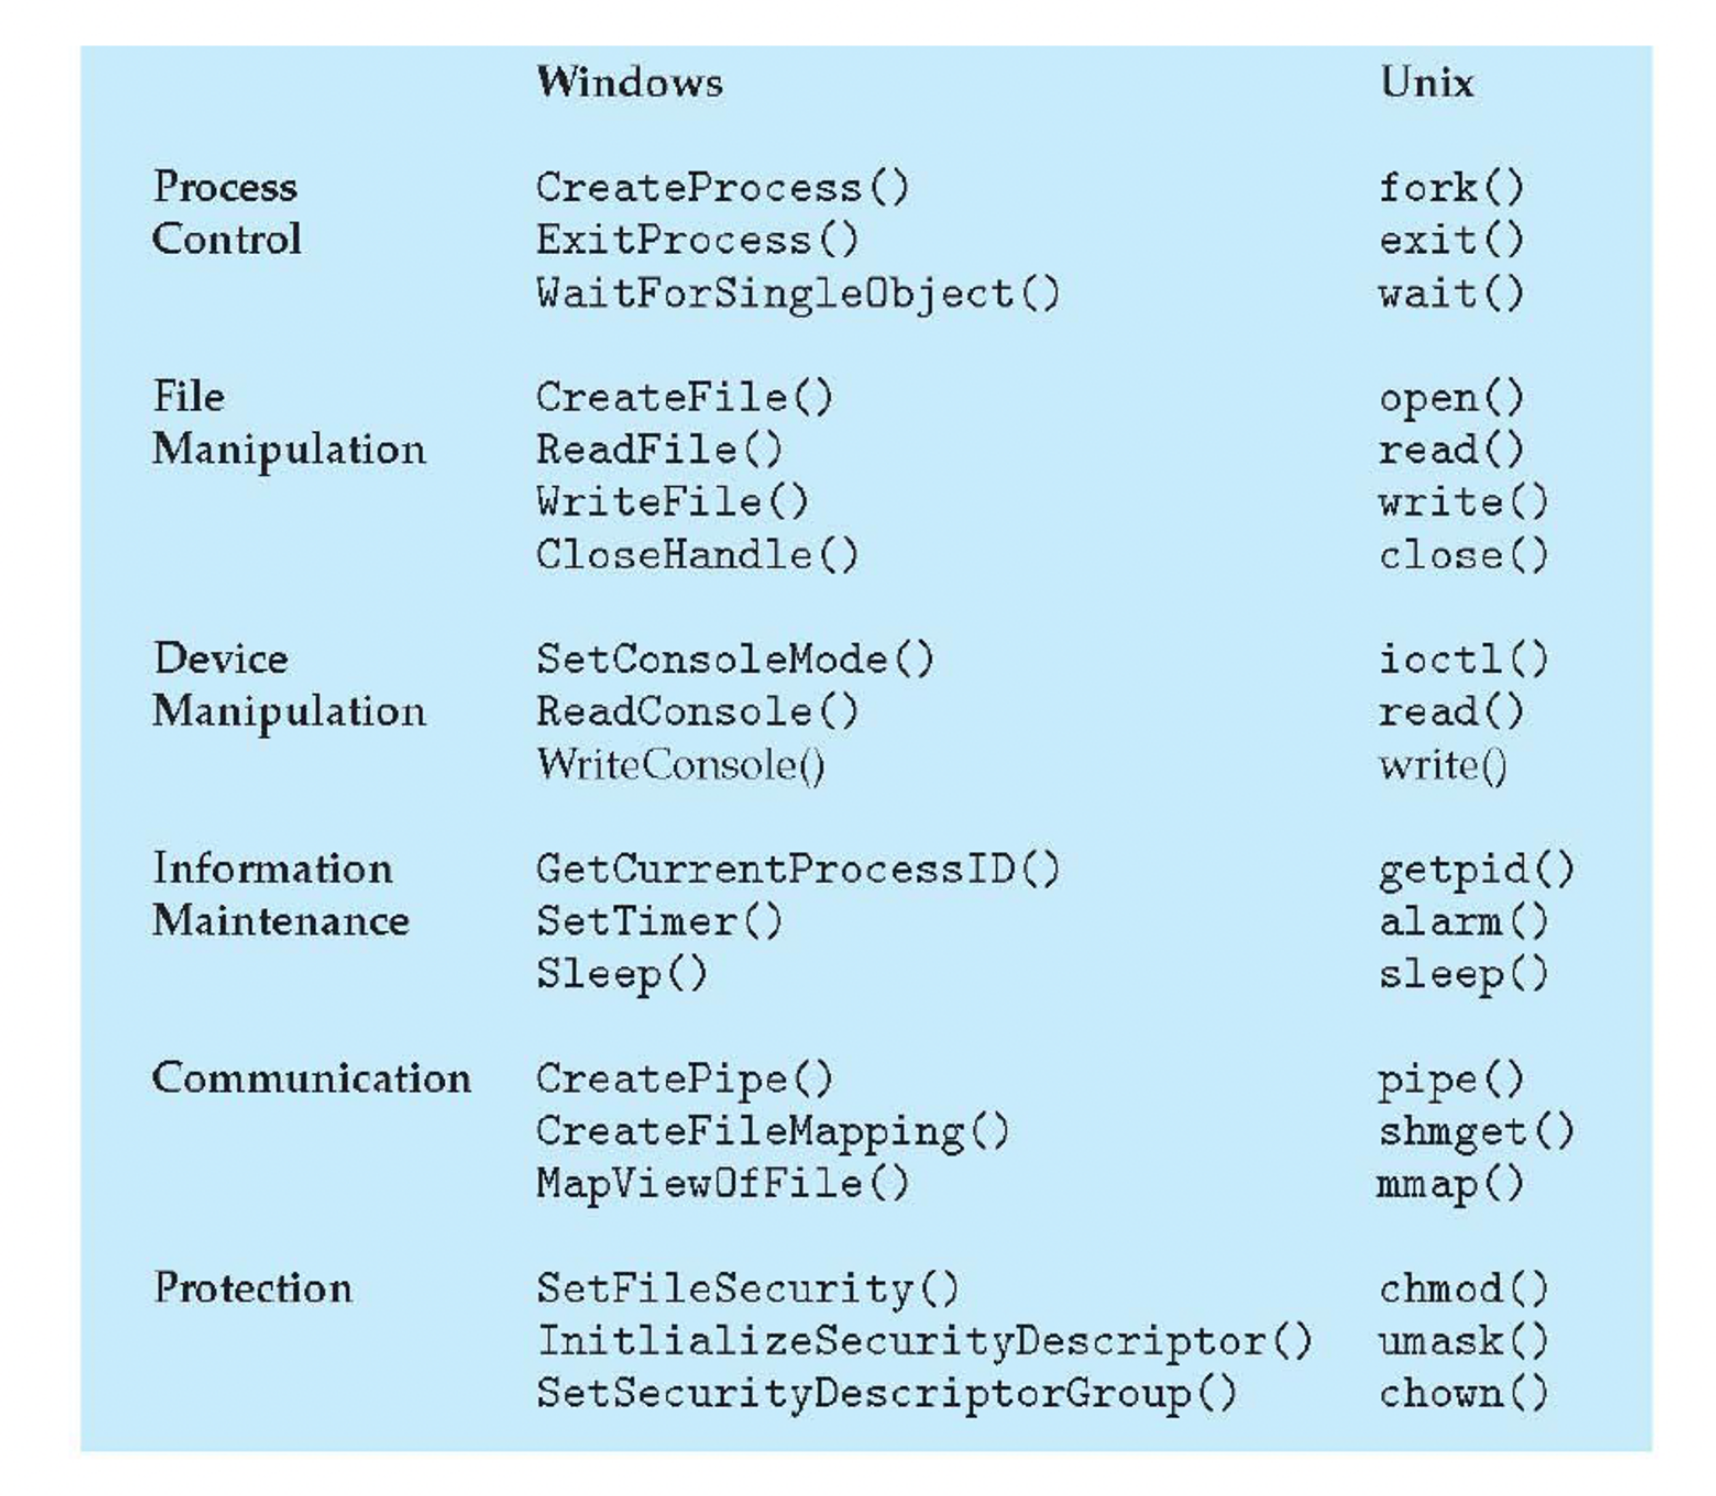 Windows Unix
Process CreateProcess() fork()
Control ExitProcess() exit()
WaitForSingleObject() wait()
File CreateFile() open()
Manipulation ReadFile() read()
WriteFile() write()
CloseHandle() close()
Device SetConsoleMode() ioctl()
Manipulation ReadConsole() read()
WriteConsole() write()
Information GetCurrentProcessID() getpid()
Maintenance SetTimer() alarm()
Sleep() sleep()
Communication CreatePipe() pipe()
CreateFileMapping() shmget()
MapViewOfFile() mmap()
Protection SetFileSecurity() chmod()
InitlializeSecurityDescriptor() umask()
SetSecurityDescriptorGroup() chown()